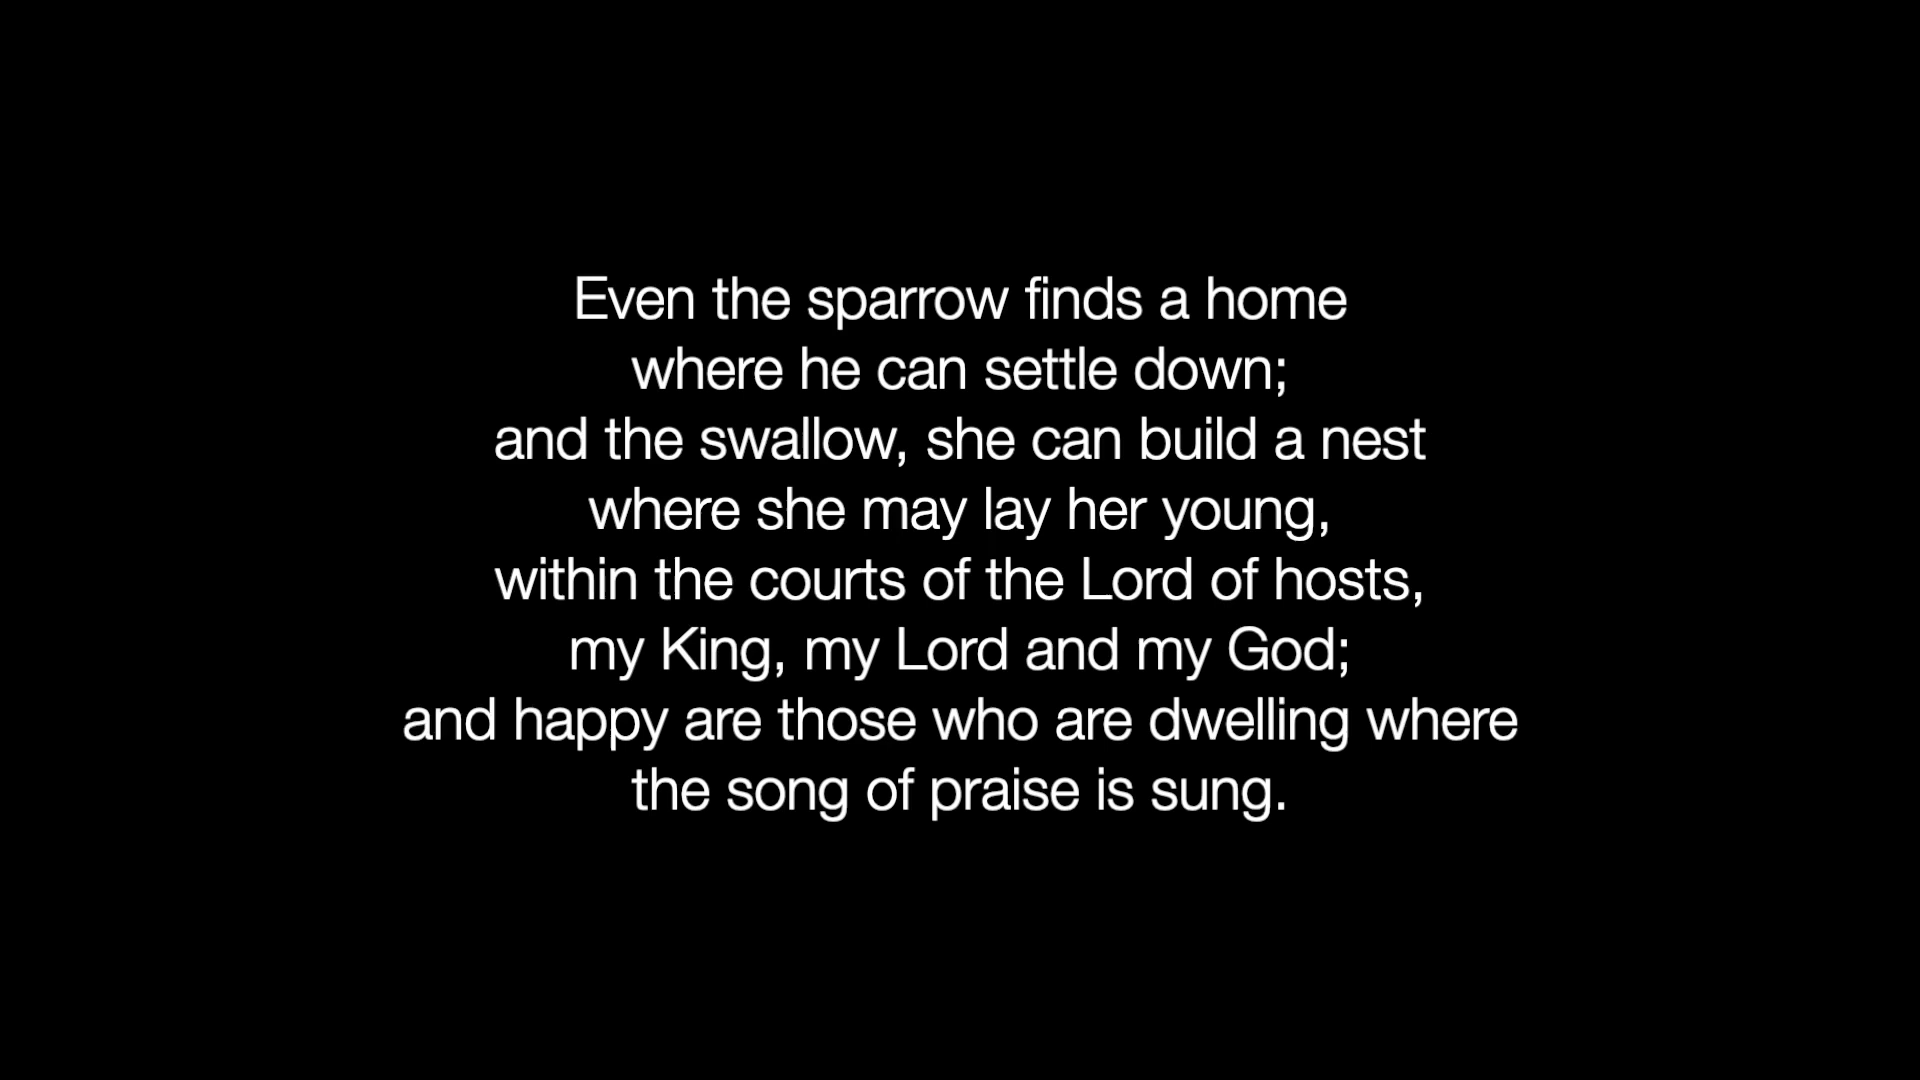 Even the sparrow finds a home
where he can settle down;
and the swallow, she can build a nest
where she may lay her young,
within the courts of the Lord of hosts,
my King, my Lord and my God;
and happy are those who are dwelling where
the song of praise is sung.